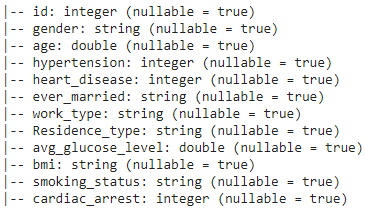 |-- id: integer (nullable = true)
|-- gender: string (nullable = true)
|-- age: double (nullable = true)
|-- hypertension: integer (nullable = true)
|-- heart_disease: integer (nullable = true)
|-- ever_married: string (nullable = true)
|-- work_type: string (nullable = true)
|-- Residence_type: string (nullable = true)
|-- avg_glucose_level: double (nullable = true)
|-- bmi: string (nullable = true)
|-- smoking_status: string (nullable = true)
|-- cardiac_arrest: integer (nullable = true)